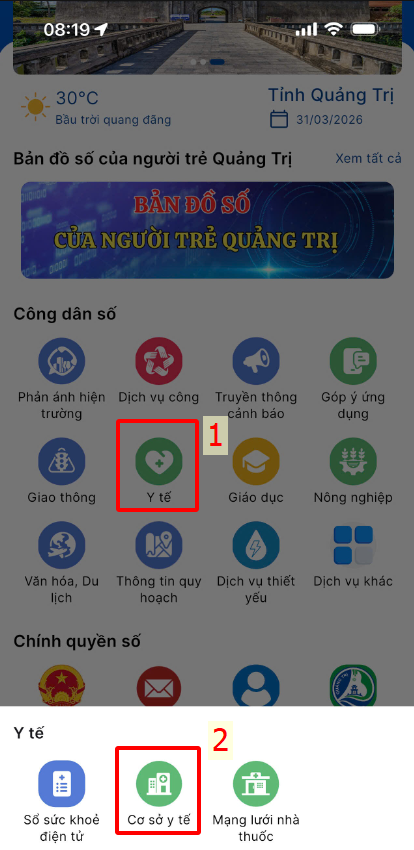 08:19
30°C
Bầu trời quang đãng
Tỉnh Quảng Trị
31/03/2026
Bản đồ số của người trẻ Quảng Trị
Xem tất cả
BẢN ĐỒ SỐ
CỦA NGƯỜI TRẺ QUẢNG TRỊ
Công dân số
Phản ánh hiện
trường
Dịch vụ công
Truyền thông
cảnh báo
Góp ý ứng
dụng
1
Giao thông
Y tế
Giáo dục
Nông nghiệp
Văn hóa, Du
lịch
Thông tin quy
hoạch
Dịch vụ thiết
yếu
Dịch vụ khác
Chính quyền số
Y tế
2
Sổ sức khoẻ
điện tử
Cơ sở y tế
Mạng lưới nhà
thuốc